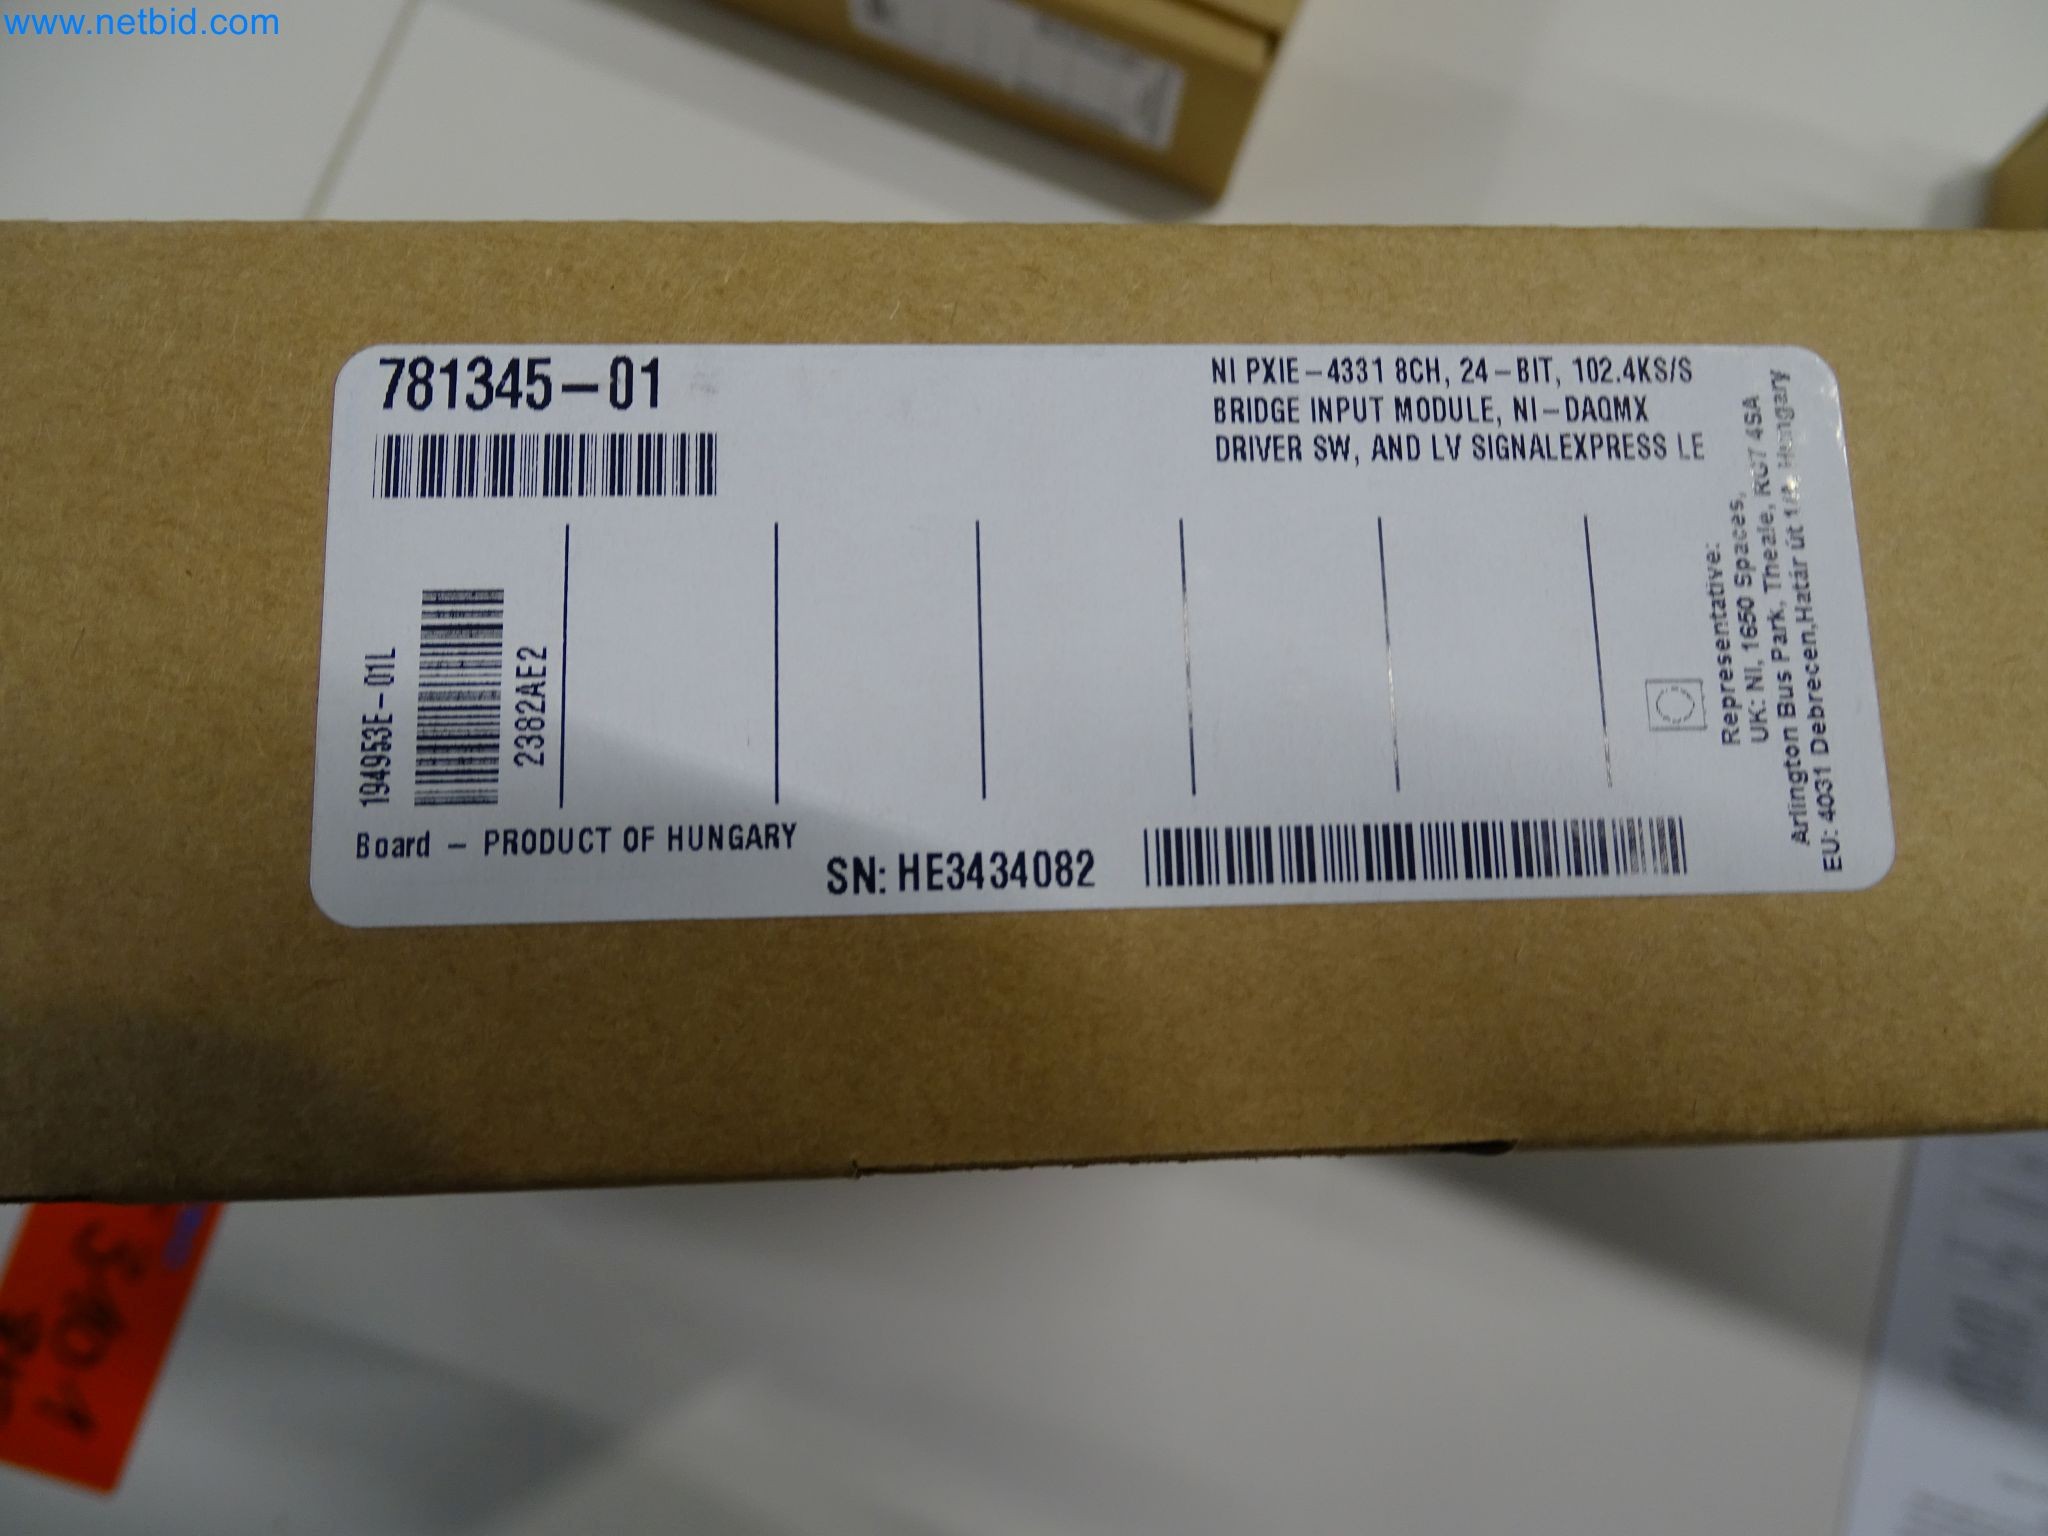 www.netbid.com
781345-01
NI PXIE-4331 8CH, 24-BIT, 102.4KS/S
BRIDGE INPUT MODULE, NI-DAQMX
DRIVER SW, AND LV SIGNALEXPRESS LE
194953E-01L
2382AE2
Board - PRODUCT OF HUNGARY
SN: HE3434082
Representative:
UK: NI, 1650 Spaces,
Arlington Bus Park, Theale, RG7 4SA
EU: 4031 Debrecen,Határ út 1/A, Hungary